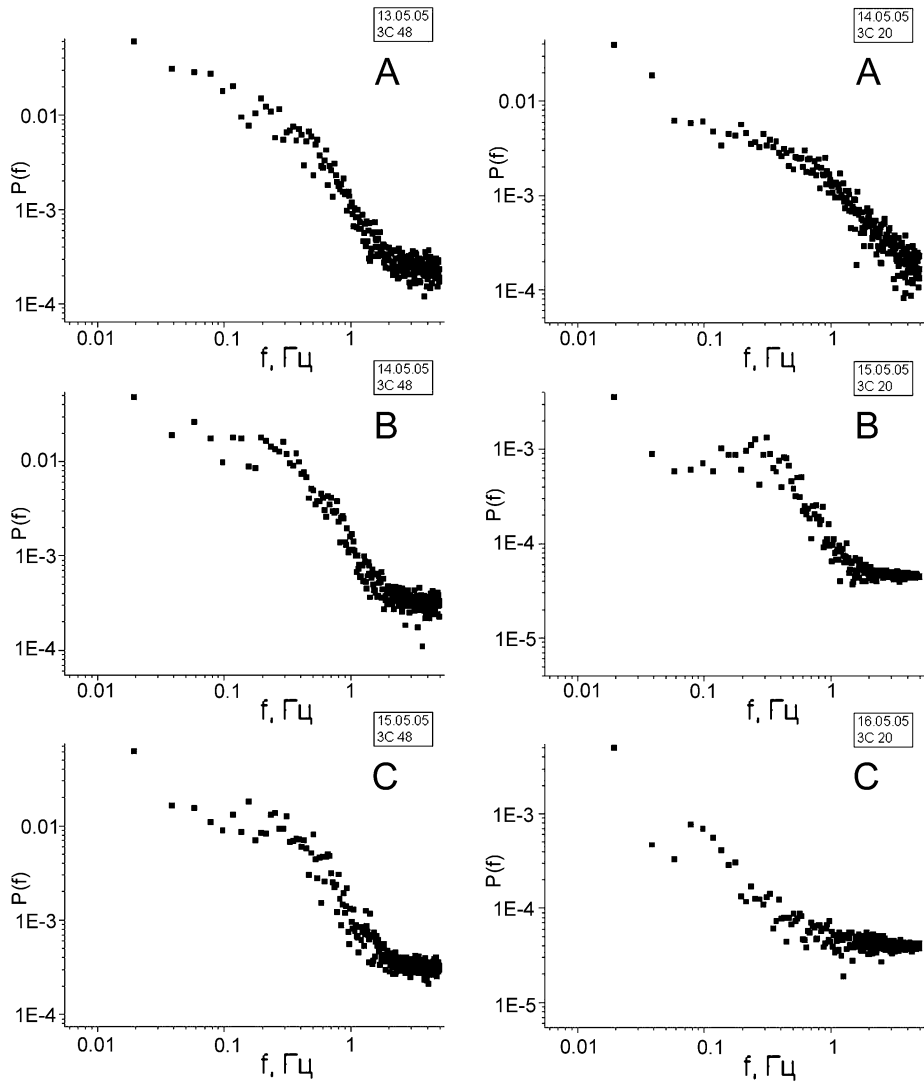 13.05.05
3C 48
A
0.01
1E-3
1E-4
P(f)
0.01
0.1
1
f, Гц
14.05.05
3C 20
A
0.01
1E-3
1E-4
P(f)
0.01
0.1
1
f, Гц
14.05.05
3C 48
B
0.01
1E-3
1E-4
P(f)
0.01
0.1
1
f, Гц
15.05.05
3C 20
B
1E-3
1E-4
1E-5
P(f)
0.01
0.1
1
f, Гц
15.05.05
3C 48
C
0.01
1E-3
1E-4
P(f)
0.01
0.1
1
f, Гц
16.05.05
3C 20
C
1E-3
1E-4
1E-5
P(f)
0.01
0.1
1
f, Гц